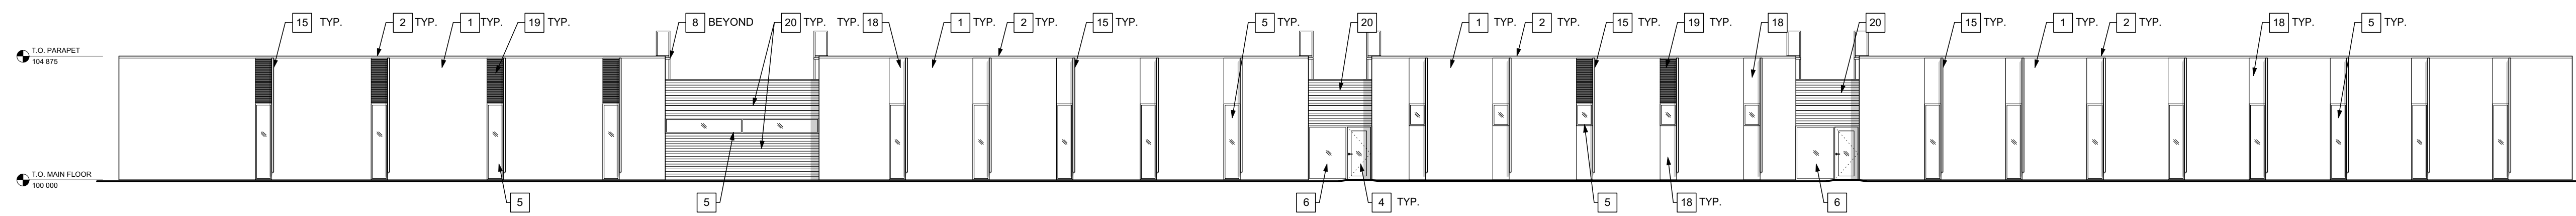 15 TYP. 2 TYP. 1 TYP. 19 TYP. 8 BEYOND 20 TYP. TYP. 18 1 TYP. 2 TYP. 15 TYP. 5 TYP. 20 1 TYP. 2 TYP. 15 TYP. 19 TYP. 18 20 15 TYP. 1 TYP. 2 TYP. 18 TYP. 5 TYP.
T.O. PARAPET
104 875
T.O. MAIN FLOOR
100 000
5 5 6 4 TYP. 5 18 TYP. 6